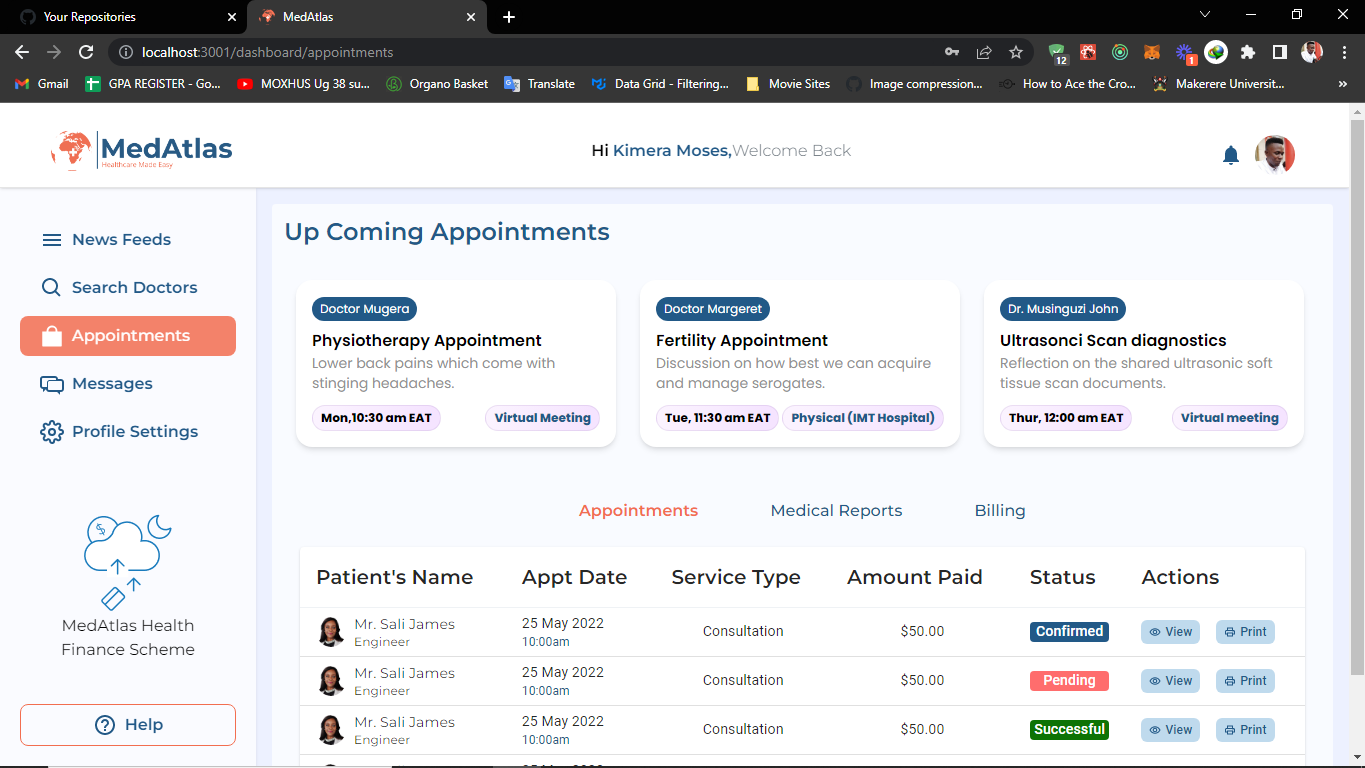 Your Repositories
MedAtlas
localhost:3001/dashboard/appointments
12
1
Gmail
GPA REGISTER - Go...
MOXHUS Ug 38 su...
Organo Basket
Translate
Data Grid - Filtering...
Movie Sites
Image compression...
How to Ace the Cro...
Makerere Universit...
»
MedAtlas
Healthcare Made Easy
Hi Kimera Moses,Welcome Back
News Feeds
Search Doctors
Appointments
Messages
Profile Settings
MedAtlas Health
Finance Scheme
Help
Up Coming Appointments
Doctor Mugera
Physiotherapy Appointment
Lower back pains which come with
stinging headaches.
Mon,10:30 am EAT
Virtual Meeting
Doctor Margeret
Fertility Appointment
Discussion on how best we can acquire
and manage serogates.
Tue, 11:30 am EAT
Physical (IMT Hospital)
Dr. Musinguzi John
Ultrasonci Scan diagnostics
Reflection on the shared ultrasonic soft
tissue scan documents.
Thur, 12:00 am EAT
Virtual meeting
Appointments
Medical Reports
Billing
Patient's Name Appt Date Service Type Amount Paid Status Actions
Mr. Sali James 25 May 2022 Consultation $50.00 Confirmed View Print
Engineer 10:00am
Mr. Sali James 25 May 2022 Consultation $50.00 Pending View Print
Engineer 10:00am
Mr. Sali James 25 May 2022 Consultation $50.00 Successful View Print
Engineer 10:00am